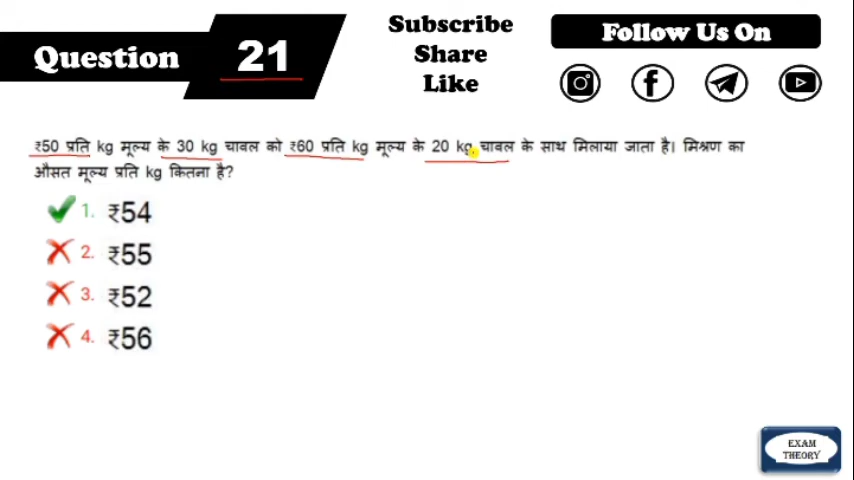 Question 21
Subscribe
Share
Like
Follow Us On
₹50 प्रति kg मूल्य के 30 kg चावल को ₹60 प्रति kg मूल्य के 20 kg चावल के साथ मिलाया जाता है। मिश्रण का
औसत मूल्य प्रति kg कितना है?
1. ₹54
2. ₹55
3. ₹52
4. ₹56
EXAM
THEORY